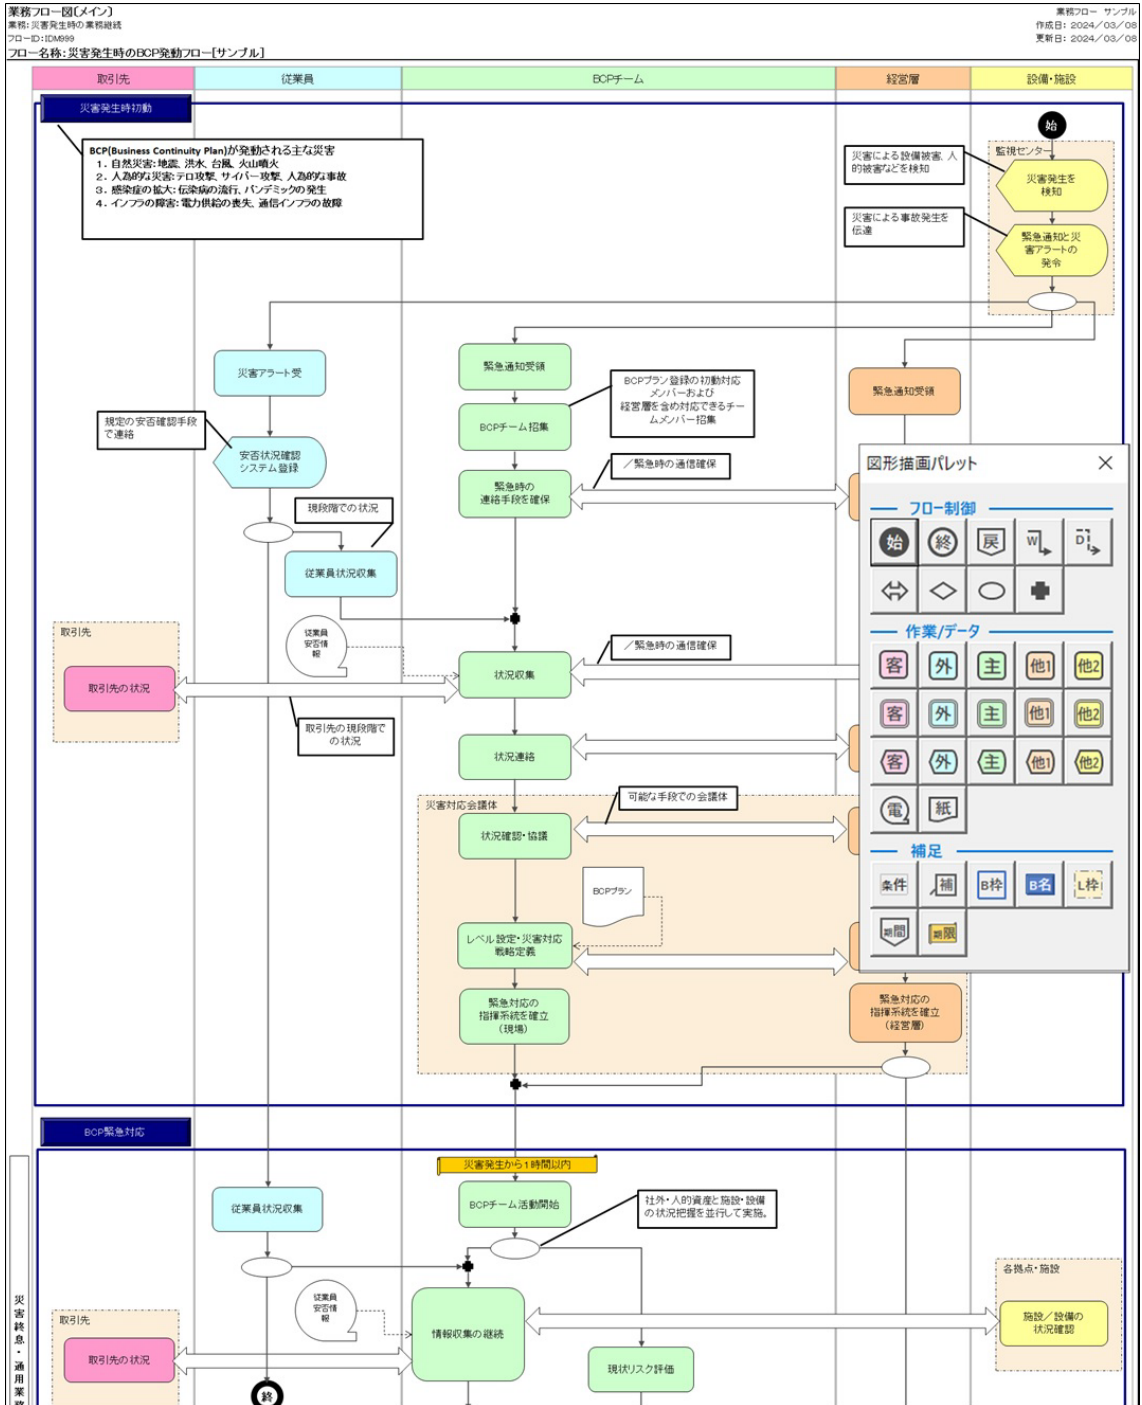 業務フロー図〔メイン〕
業務:災害発生時の業務継続
フローID:IDM999
フロー名称:災害発生時のBCP発動フロー[サンプル]
業務フロー サンプル
作成日: 2024/03/08
更新日: 2024/03/08
取引先
従業員
BCPチーム
経営層
設備・施設
災害発生時初動
BCP(Business Continuity Plan)が発動される主な災害
1. 自然災害:地震、洪水、台風、火山噴火
2. 人為的な災害:テロ攻撃、サイバー攻撃、人為的な事故
3. 感染症の拡大:伝染病の流行、パンデミックの発生
4. インフラの障害:電力供給の喪失、通信インフラの故障
始
監視センター
災害による設備被害、人
的被害などを検知
災害発生を
検知
災害による事故発生を
伝達
緊急通知と災
害アラートの
発令
災害アラート受
緊急通知受領
緊急通知受領
BCPプラン登録の初動対応
メンバーおよび
経営層を含め対応できるチー
ムメンバー招集
BCPチーム招集
規定の安否確認手段
で連絡
安否状況確認
システム登録
/緊急時の通信確保
緊急時の
連絡手段を確保
現段階での状況
従業員状況収集
取引先
従業員
安否情
報
/緊急時の通信確保
取引先の状況
状況収集
取引先の現段階で
の状況
状況連絡
災害対応会議体
可能な手段での会議体
状況確認・協議
BCPプラン
レベル設定・災害対応
戦略定義
緊急対応の
指揮系統を確立
(現場)
緊急対応の
指揮系統を確立
(経営層)
図形描画パレット
フロー制御
始
終
戻
W
D
作業/データ
客
外
主
他1
他2
客
外
主
他1
他2
客
外
主
他1
他2
電
紙
補足
条件
補
B枠
B名
L枠
期間
期限
BCP緊急対応
災害発生から1時間以内
従業員状況収集
BCPチーム活動開始
社外・人的資産と施設・設備
の状況把握を並行して実施。
各拠点・施設
従業員
安否情
報
取引先
取引先の状況
情報収集の継続
施設/設備の
状況確認
現状リスク評価
終
災害終息・通用業務